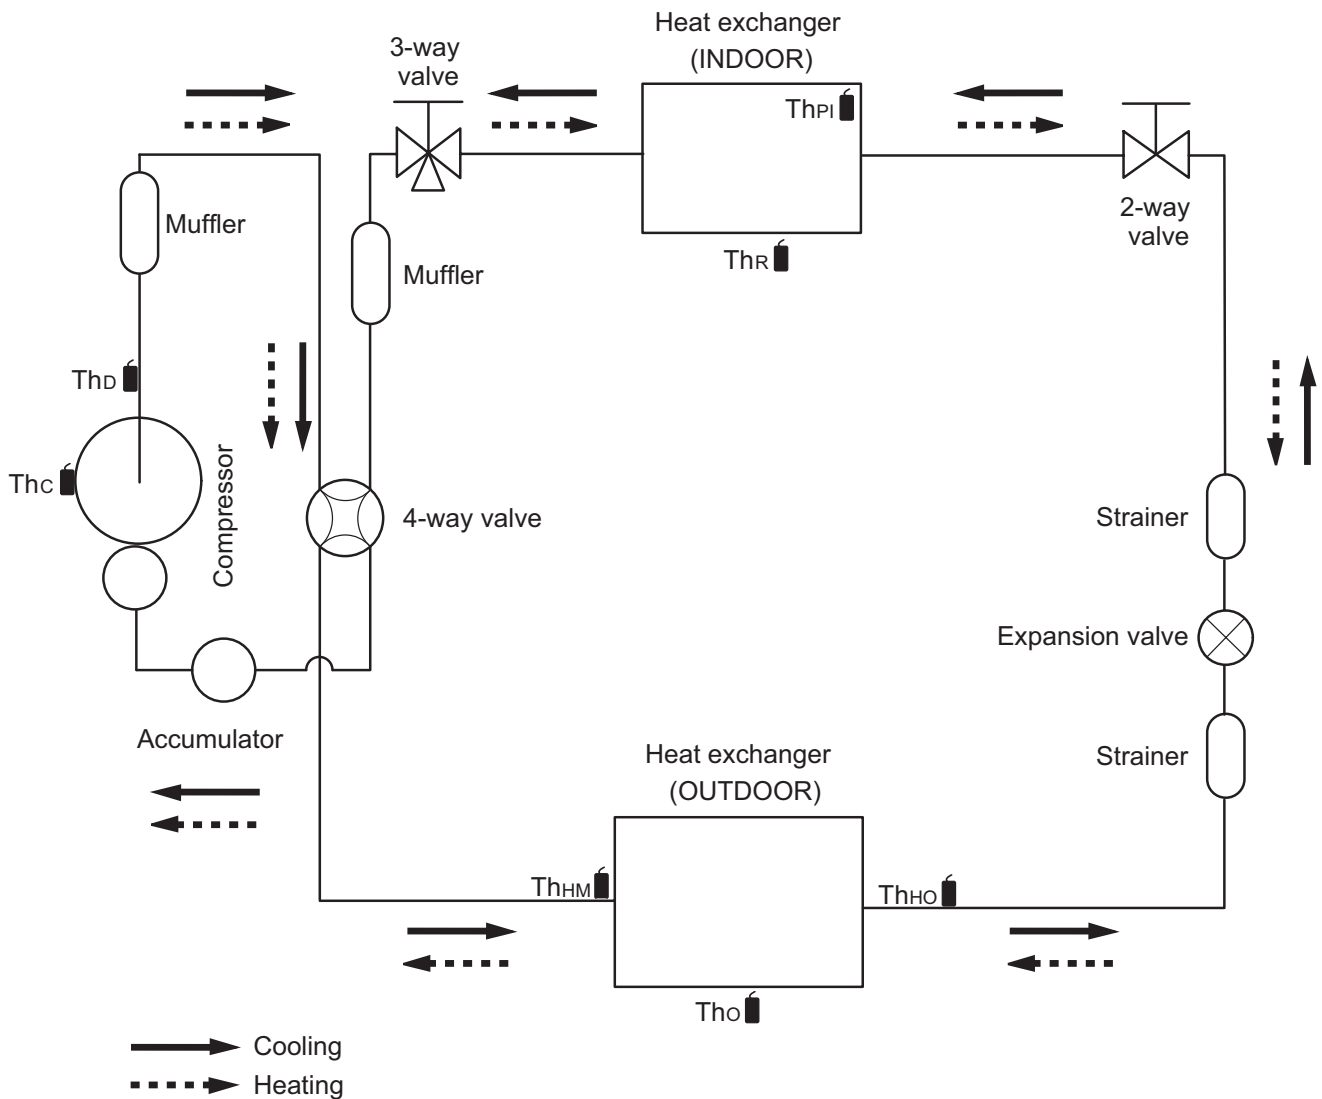 Heat exchanger
(INDOOR)
3-way
valve
ThPI
2-way
valve
Muffler
ThR
Muffler
ThD
ThC
Compressor
4-way valve
Strainer
Expansion valve
Strainer
Accumulator
Heat exchanger
(OUTDOOR)
ThHM
ThHO
ThO
Cooling
Heating